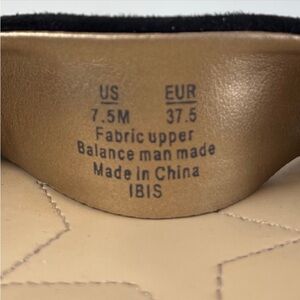 US EUR
7.5M 37.5
Fabric upper
Balance man made
Made in China
IBIS